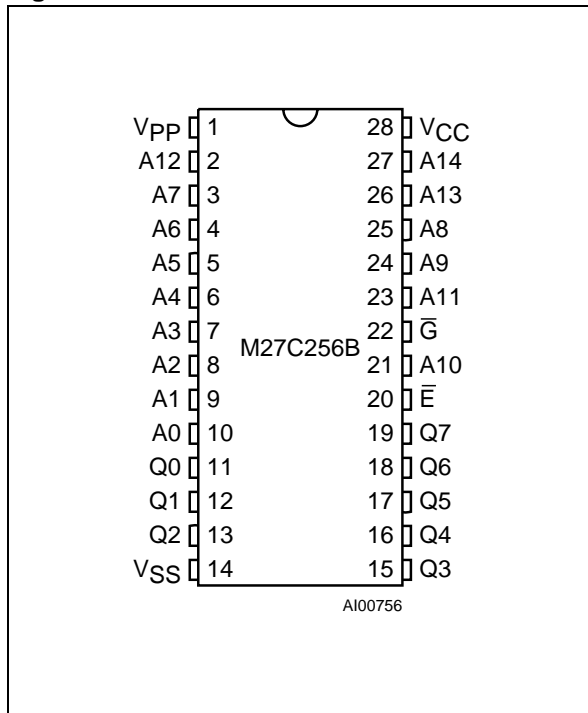 VPP 1 28 VCC
A12 2 27 A14
A7 3 26 A13
A6 4 25 A8
A5 5 24 A9
A4 6 23 A11
A3 7 22 G̅
M27C256B
A2 8 21 A10
A1 9 20 E̅
A0 10 19 Q7
Q0 11 18 Q6
Q1 12 17 Q5
Q2 13 16 Q4
VSS 14 15 Q3
AI00756